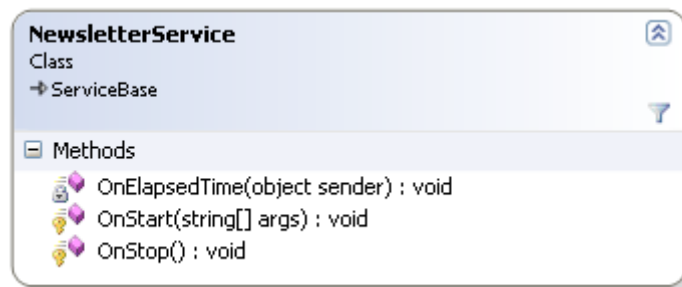 NewsletterService
Class
ServiceBase
Methods
OnElapsedTime(object sender) : void
OnStart(string[] args) : void
OnStop() : void